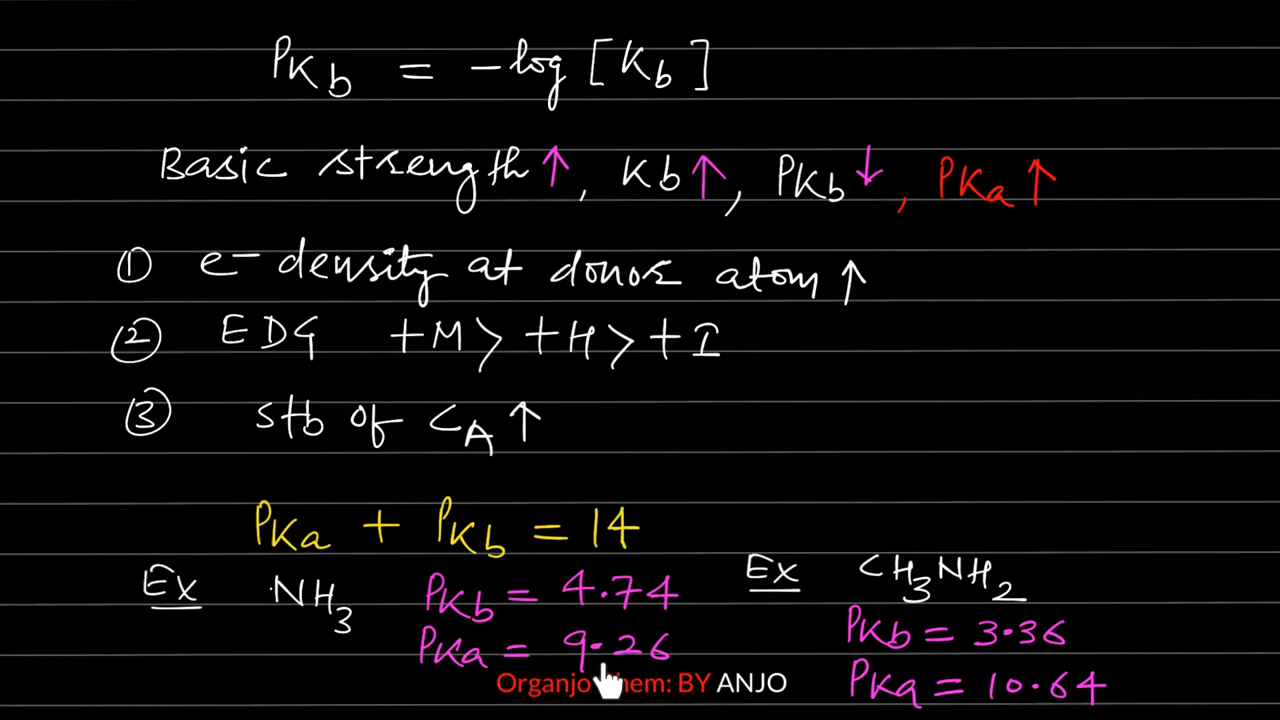 PKb = -log [Kb]
Basic strength ↑, Kb ↑, PKb ↓, PKa ↑
① e- density at donor atom ↑
② EDG +M > +H > +I
③ stb of CA ↑
PKa + PKb = 14
Ex NH3 PKb = 4.74
PKa = 9.26
Ex CH3NH2
PKb = 3.36
PKa = 10.64
Organjo Chem: BY ANJO